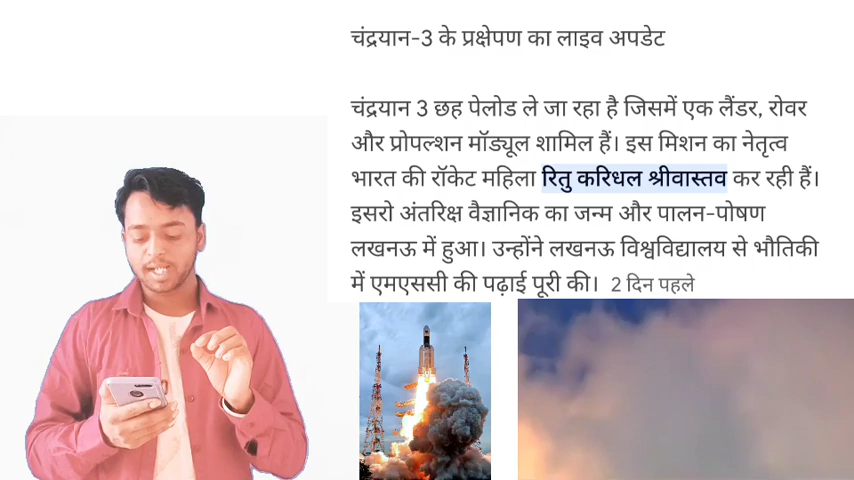 चंद्रयान-3 के प्रक्षेपण का लाइव अपडेट
चंद्रयान 3 छह पेलोड ले जा रहा है जिसमें एक लैंडर, रोवर
और प्रोपल्शन मॉड्यूल शामिल हैं। इस मिशन का नेतृत्व
भारत की रॉकेट महिला रितु करिधल श्रीवास्तव कर रही हैं।
इसरो अंतरिक्ष वैज्ञानिक का जन्म और पालन-पोषण
लखनऊ में हुआ। उन्होंने लखनऊ विश्वविद्यालय से भौतिकी
में एमएससी की पढ़ाई पूरी की। 2 दिन पहले